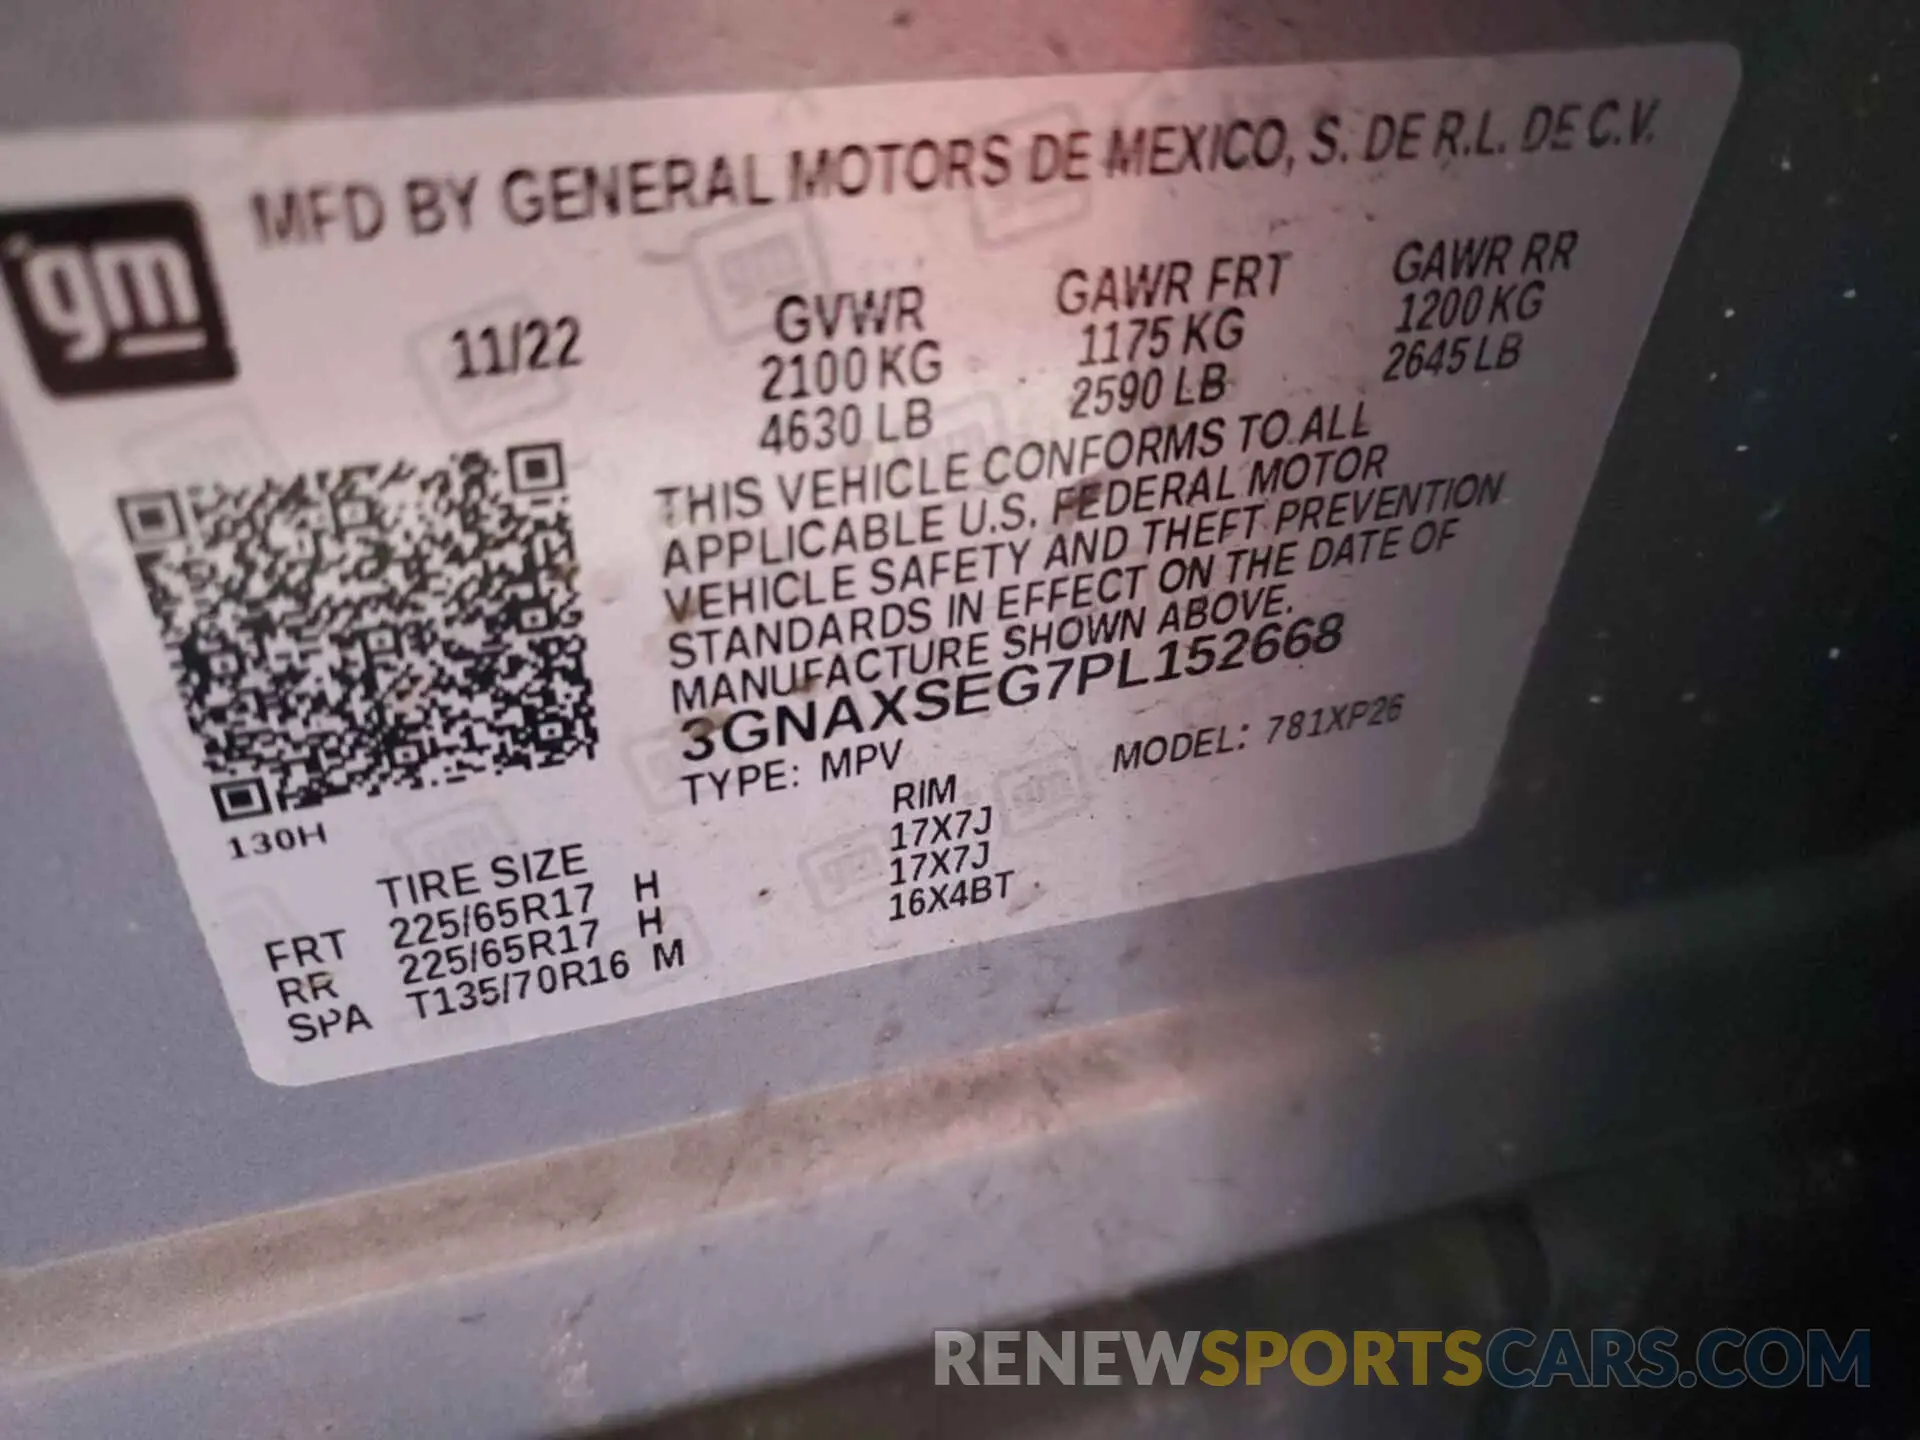 MFD BY GENERAL MOTORS DE MEXICO, S. DE R.L. DE C.V.
gm
11/22
GVWR
2100 KG
4630 LB
GAWR FRT
1175 KG
2590 LB
GAWR RR
1200 KG
2645 LB
THIS VEHICLE CONFORMS TO ALL
APPLICABLE U.S. FEDERAL MOTOR
VEHICLE SAFETY AND THEFT PREVENTION
STANDARDS IN EFFECT ON THE DATE OF
MANUFACTURE SHOWN ABOVE.
3GNAXSEG7PL152668
TYPE: MPV MODEL: 781XP26
130H
TIRE SIZE RIM
FRT 225/65R17 H 17X7J
RR 225/65R17 H 17X7J
SPA T135/70R16 M 16X4BT
RENEWSPORTSCARS.COM